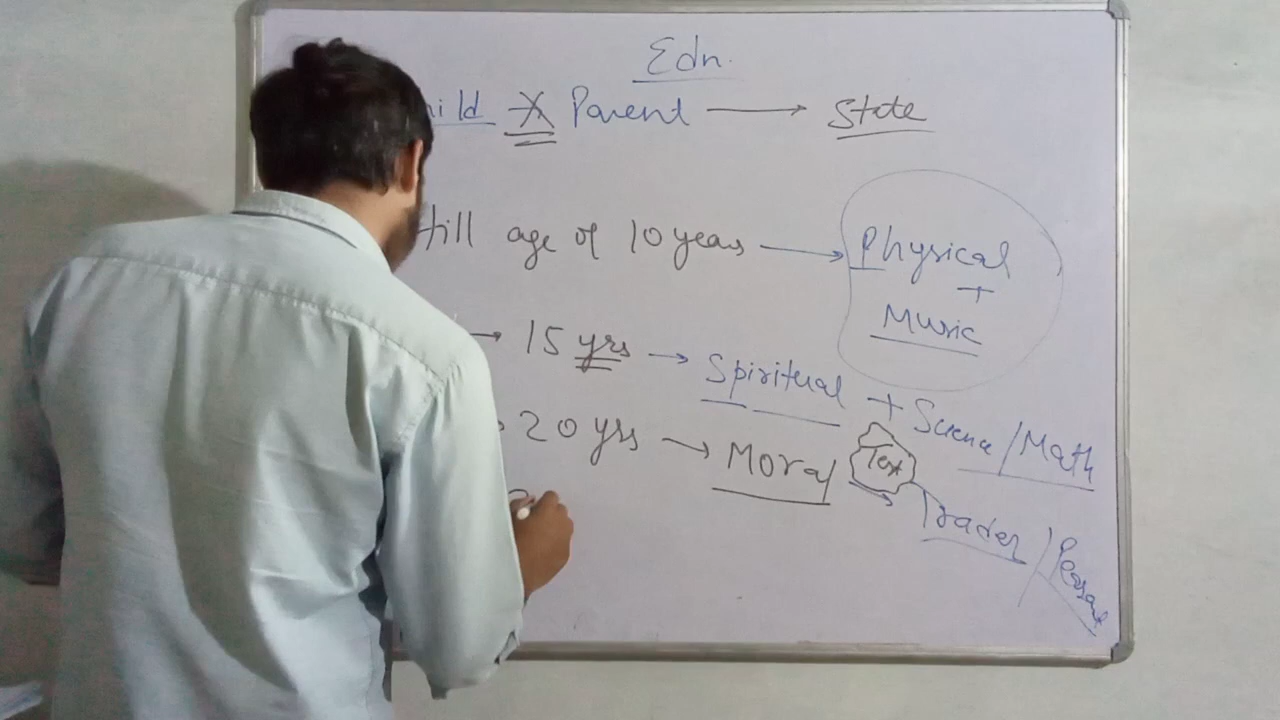 Edn.
ild X Parent → State
till age of 10 years → Physical
+
Music
→ 15 yrs → Spiritual + Science/Math
20 yrs → Moral
Trader/Peasant